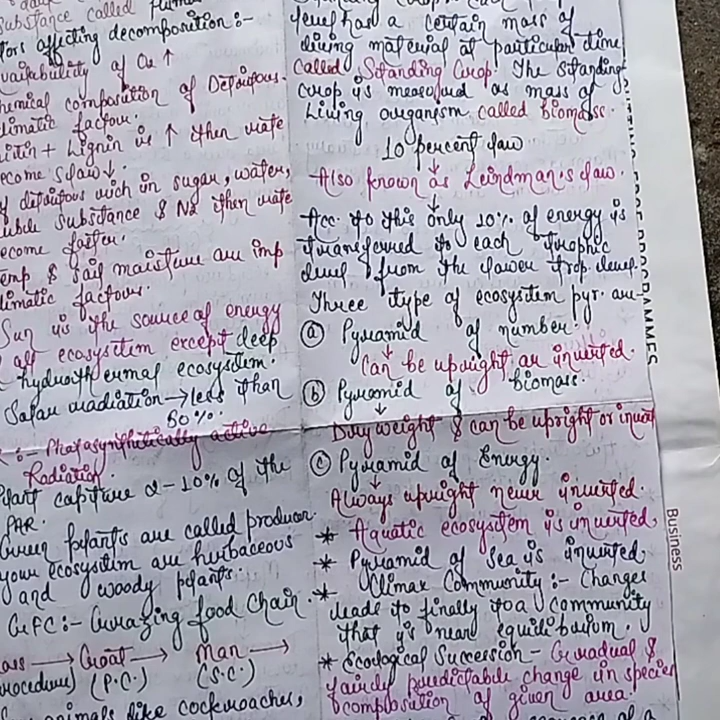 substance called humus
tors affecting decomposition :-
vailability of O2 ↑
hemical composition of Detritus.
limatic factor.
itin + Lignin is ↑ then rate
ecome slow ↓.
f detritus rich in sugar, water,
uble substance & N2 then rate
ecome faster.
emp & soil moisture are imp
limatic factors.
Sun is the source of energy
all ecosystem except deep
hydrothermal ecosystem.
Solar radiation → less than
50%.
:- Photosynthetically active
Radiation.
Plant capture 2-10% of the
PAR.
Green plants are called producer.
your ecosystem are herbaceous
and woody plants.
GFC :- Grazing food Chain.
ass → Goat → Man →
rocedure) (P.C.) (S.C.)
animals like cockroaches,
level has a certain mass of
living material at particular time
called Standing Crop. The standing
crop is measured as mass of
Living organism called biomass.
10 percent law
↓
Also known as Leindman's law.
↓
Acc. to this only 10% of energy is
transferred to each trophic
level from the lower trop. level.
Three type of ecosystem pyr. are-
(a) Pyramid of number.
↓
Can be upright or inverted.
(b) Pyramid of biomass.
↓
Dry weight & can be upright or invert
(c) Pyramid of Energy.
↓
Always upright never inverted.
* Aquatic ecosystem is inverted,
* Pyramid of Sea is inverted,
* Climax Community :- Changes
leads to finally to a community
that is near equilibrium.
* Ecological Succession - Gradual &
fairly predictable change in species
composition of given area.
PROGRAMMES
Business